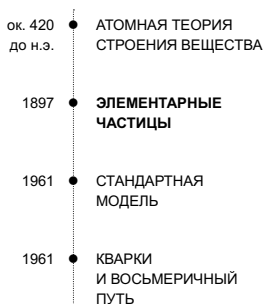 ок. 420 АТОМНАЯ ТЕОРИЯ
до н.э. СТРОЕНИЯ ВЕЩЕСТВА
1897 ЭЛЕМЕНТАРНЫЕ
ЧАСТИЦЫ
1961 СТАНДАРТНАЯ
МОДЕЛЬ
1961 КВАРКИ
И ВОСЬМЕРИЧНЫЙ
ПУТЬ